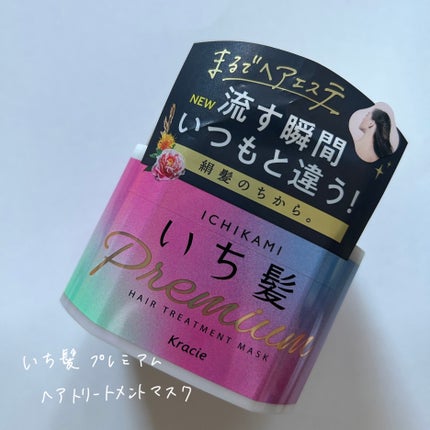 まるでヘアエステ
NEW
流す瞬間
いつもと違う!
絹髪のちから。
ICHIKAMI
いち髪
Premium
HAIR TREATMENT MASK
Kracie
いち髪 プレミアム
ヘアトリートメントマスク